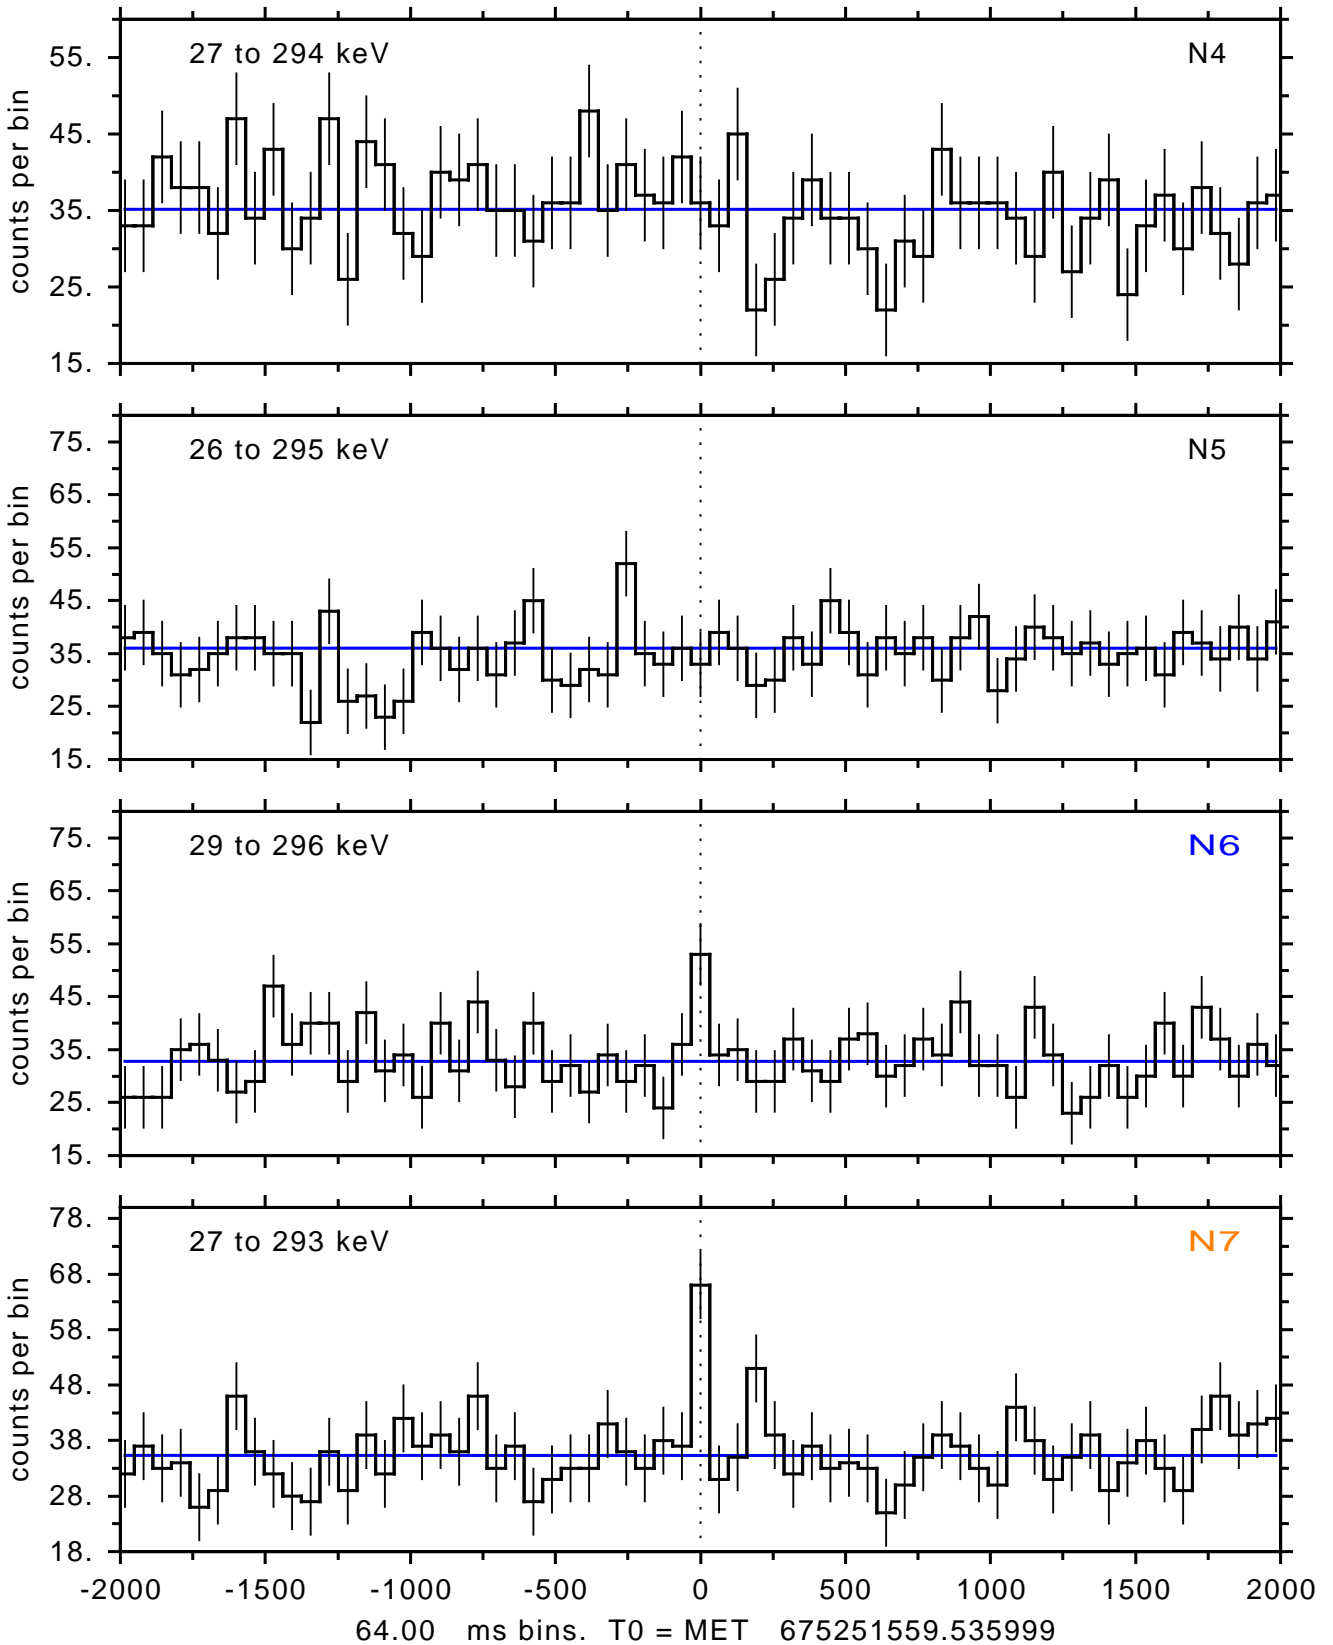 27 to 294 keV N4
55.
45.
35.
25.
15.
counts per bin
26 to 295 keV N5
75.
65.
55.
45.
35.
25.
15.
counts per bin
29 to 296 keV N6
75.
65.
55.
45.
35.
25.
15.
counts per bin
27 to 293 keV N7
78.
68.
58.
48.
38.
28.
18.
counts per bin
-2000 -1500 -1000 -500 0 500 1000 1500 2000
64.00 ms bins. T0 = MET 675251559.535999